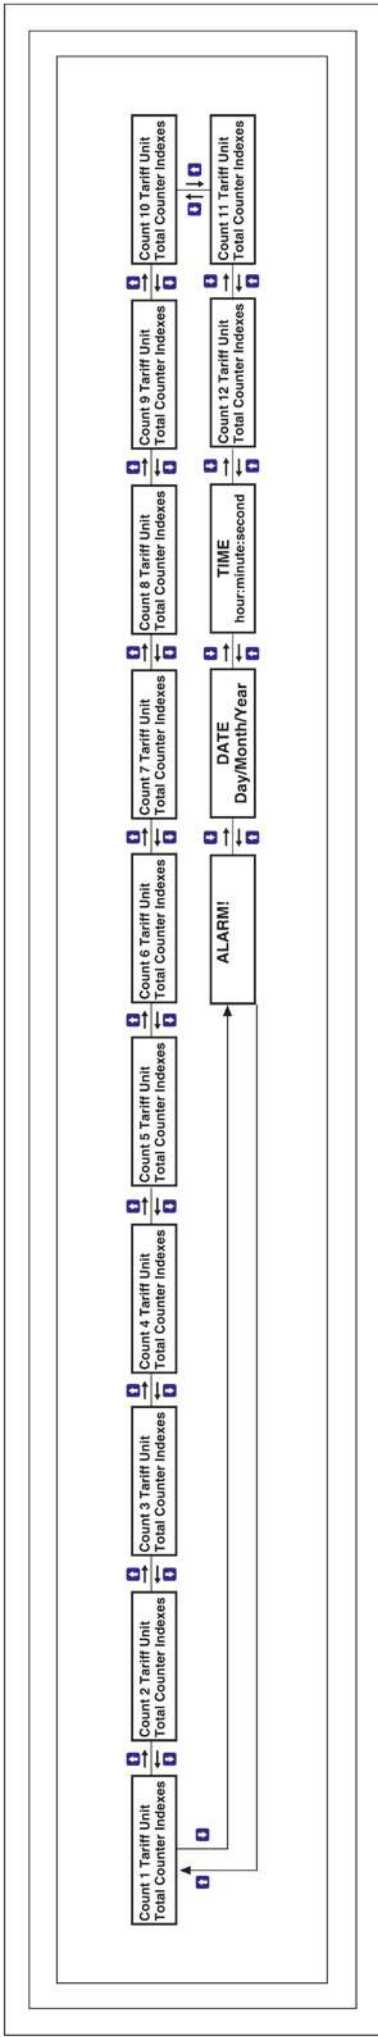 Count 1 Tariff Unit
Total Counter Indexes
Count 2 Tariff Unit
Total Counter Indexes
Count 3 Tariff Unit
Total Counter Indexes
Count 4 Tariff Unit
Total Counter Indexes
Count 5 Tariff Unit
Total Counter Indexes
Count 6 Tariff Unit
Total Counter Indexes
Count 7 Tariff Unit
Total Counter Indexes
Count 8 Tariff Unit
Total Counter Indexes
Count 9 Tariff Unit
Total Counter Indexes
Count 10 Tariff Unit
Total Counter Indexes
ALARM!
DATE
Day/Month/Year
TIME
hour:minute:second
Count 12 Tariff Unit
Total Counter Indexes
Count 11 Tariff Unit
Total Counter Indexes